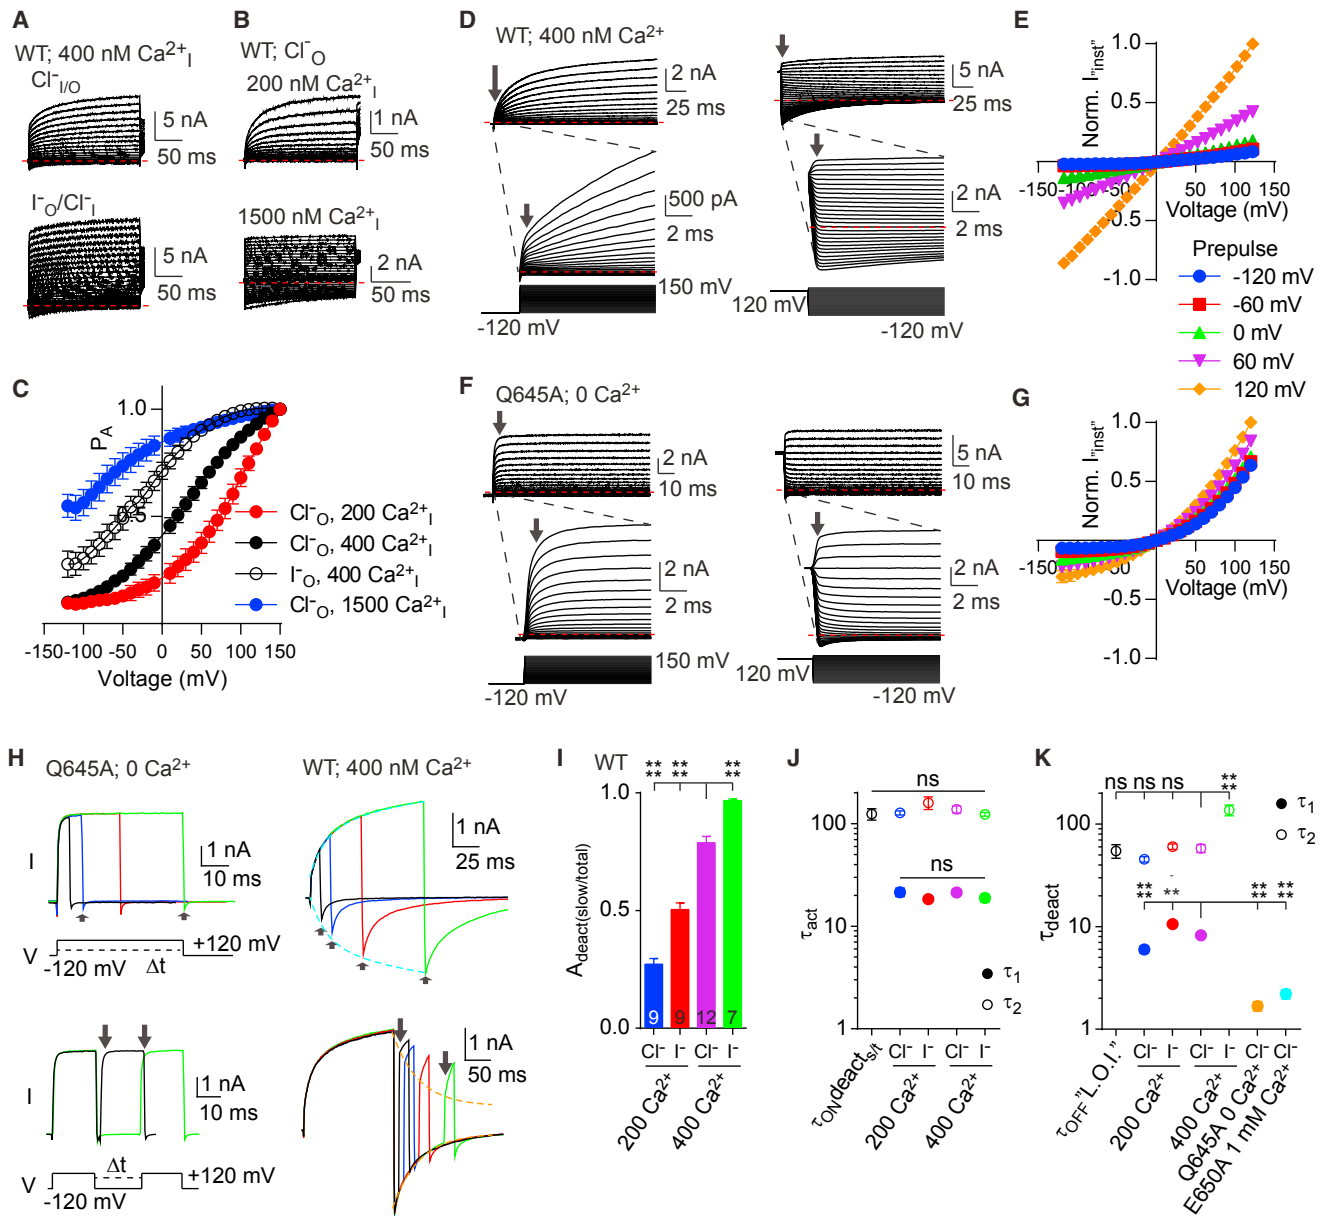 A
WT; 400 nM Ca2+I
Cl-I/O
5 nA
50 ms
I-O/Cl-I
5 nA
50 ms
B
WT; Cl-O
200 nM Ca2+I
1 nA
50 ms
1500 nM Ca2+I
2 nA
50 ms
C
1.0
PA
.5
-150-100-50 0 50 100 150
Voltage (mV)
Cl-O, 200 Ca2+I
Cl-O, 400 Ca2+I
I-O, 400 Ca2+I
Cl-O, 1500 Ca2+I
D
WT; 400 nM Ca2+
2 nA
25 ms
500 pA
2 ms
150 mV
-120 mV
5 nA
25 ms
2 nA
2 ms
120 mV
-120 mV
E
Norm. I"inst"
1.0
0.5
-150-100-50 50 100 150
Voltage (mV)
-0.5
-1.0
Prepulse
-120 mV
-60 mV
0 mV
60 mV
120 mV
F
Q645A; 0 Ca2+
2 nA
10 ms
2 nA
2 ms
150 mV
-120 mV
5 nA
10 ms
2 nA
2 ms
120 mV
-120 mV
G
Norm. I"inst"
1.0
0.5
-150-100-50 50 100 150
Voltage (mV)
-0.5
-1.0
H
Q645A; 0 Ca2+
I
1 nA
10 ms
V
-120 mV
Δt
+120 mV
WT; 400 nM Ca2+
1 nA
25 ms
I
1 nA
10 ms
V
-120 mV
Δt
+120 mV
1 nA
50 ms
I
WT
** ** **
** ** **
Adeact(slow/total)
1.0
0.5
0.0
9 9 12 7
Cl- I- Cl- I-
200 Ca2+
400 Ca2+
J
ns
100
ns
τact
10
τ1
τ2
1
τONdeacts/t
Cl- I- Cl- I-
200 Ca2+
400 Ca2+
K
ns ns ns **
**
τ1
τ2
100
** ** ** **
** ** **
τdeact
10
1
τOFF"L.O.I."
Cl- I- Cl- I- Cl- Cl-
200 Ca2+
400 Ca2+
Q645A 0 Ca2+
E650A 1 mM Ca2+